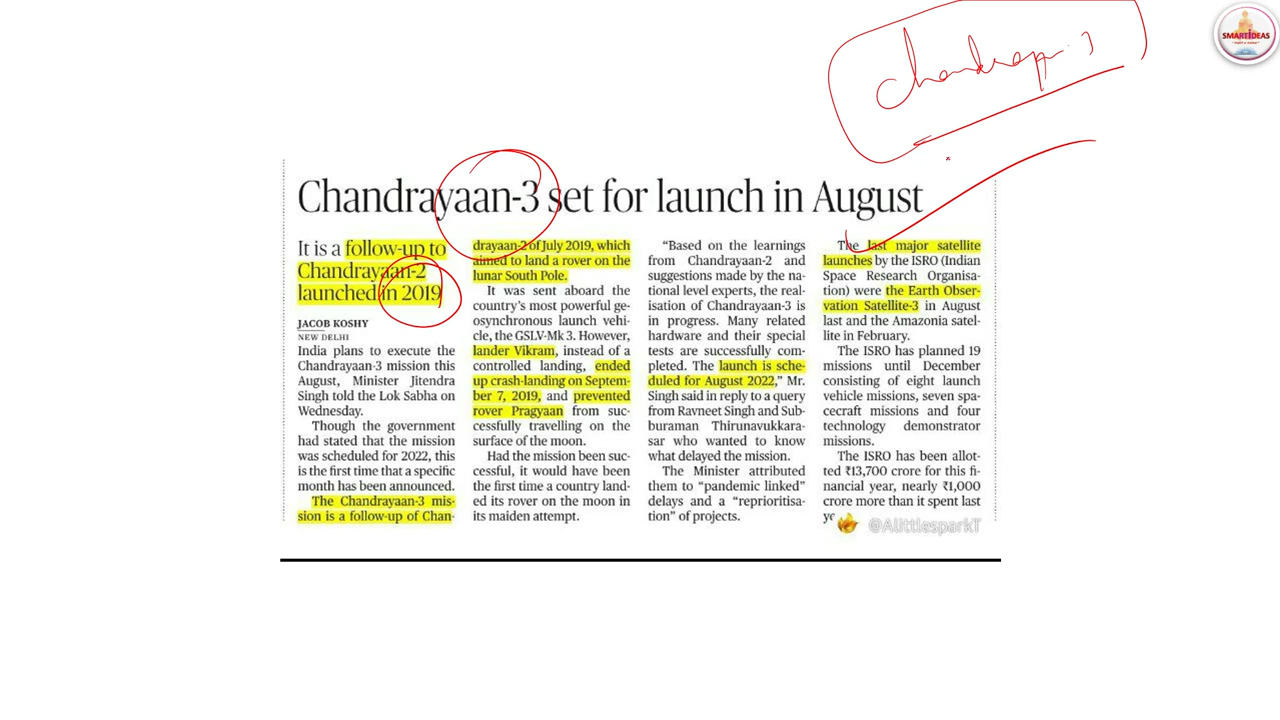 SMARTIDEAS
Chandrayaan-3 set for launch in August
It is a follow-up to
Chandrayaan-2
launched in 2019
JACOB KOSHY
NEW DELHI
India plans to execute the
Chandrayaan-3 mission this
August, Minister Jitendra
Singh told the Lok Sabha on
Wednesday.
Though the government
had stated that the mission
was scheduled for 2022, this
is the first time that a specific
month has been announced.
The Chandrayaan-3 mis-
sion is a follow-up of Chan-
drayaan-2 of July 2019, which
aimed to land a rover on the
lunar South Pole.
It was sent aboard the
country's most powerful ge-
osynchronous launch vehi-
cle, the GSLV-Mk 3. However,
lander Vikram, instead of a
controlled landing, ended
up crash-landing on Septem-
ber 7, 2019, and prevented
rover Pragyaan from suc-
cessfully travelling on the
surface of the moon.
Had the mission been suc-
cessful, it would have been
the first time a country land-
ed its rover on the moon in
its maiden attempt.
"Based on the learnings
from Chandrayaan-2 and
suggestions made by the na-
tional level experts, the real-
isation of Chandrayaan-3 is
in progress. Many related
hardware and their special
tests are successfully com-
pleted. The launch is sche-
duled for August 2022," Mr.
Singh said in reply to a query
from Ravneet Singh and Sub-
buraman Thirunavukkara-
sar who wanted to know
what delayed the mission.
The Minister attributed
them to "pandemic linked"
delays and a "reprioritisa-
tion" of projects.
The last major satellite
launches by the ISRO (Indian
Space Research Organisa-
tion) were the Earth Obser-
vation Satellite-3 in August
last and the Amazonia satel-
lite in February.
The ISRO has planned 19
missions until December
consisting of eight launch
vehicle missions, seven spa-
cecraft missions and four
technology demonstrator
missions.
The ISRO has been allot-
ted ₹13,700 crore for this fi-
nancial year, nearly ₹1,000
crore more than it spent last
@AlittlesparkT